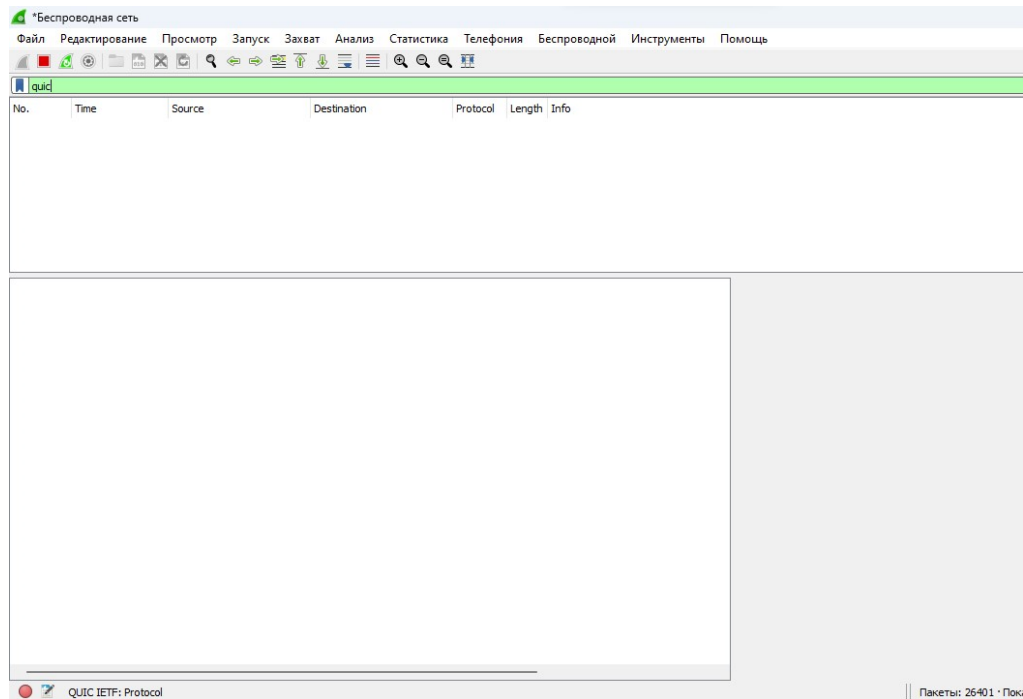 *Беспроводная сеть
Файл Редактирование Просмотр Запуск Захват Анализ Статистика Телефония Беспроводной Инструменты Помощь
quic
No. Time Source Destination Protocol Length Info
QUIC IETF: Protocol
Пакеты: 26401 · Пок